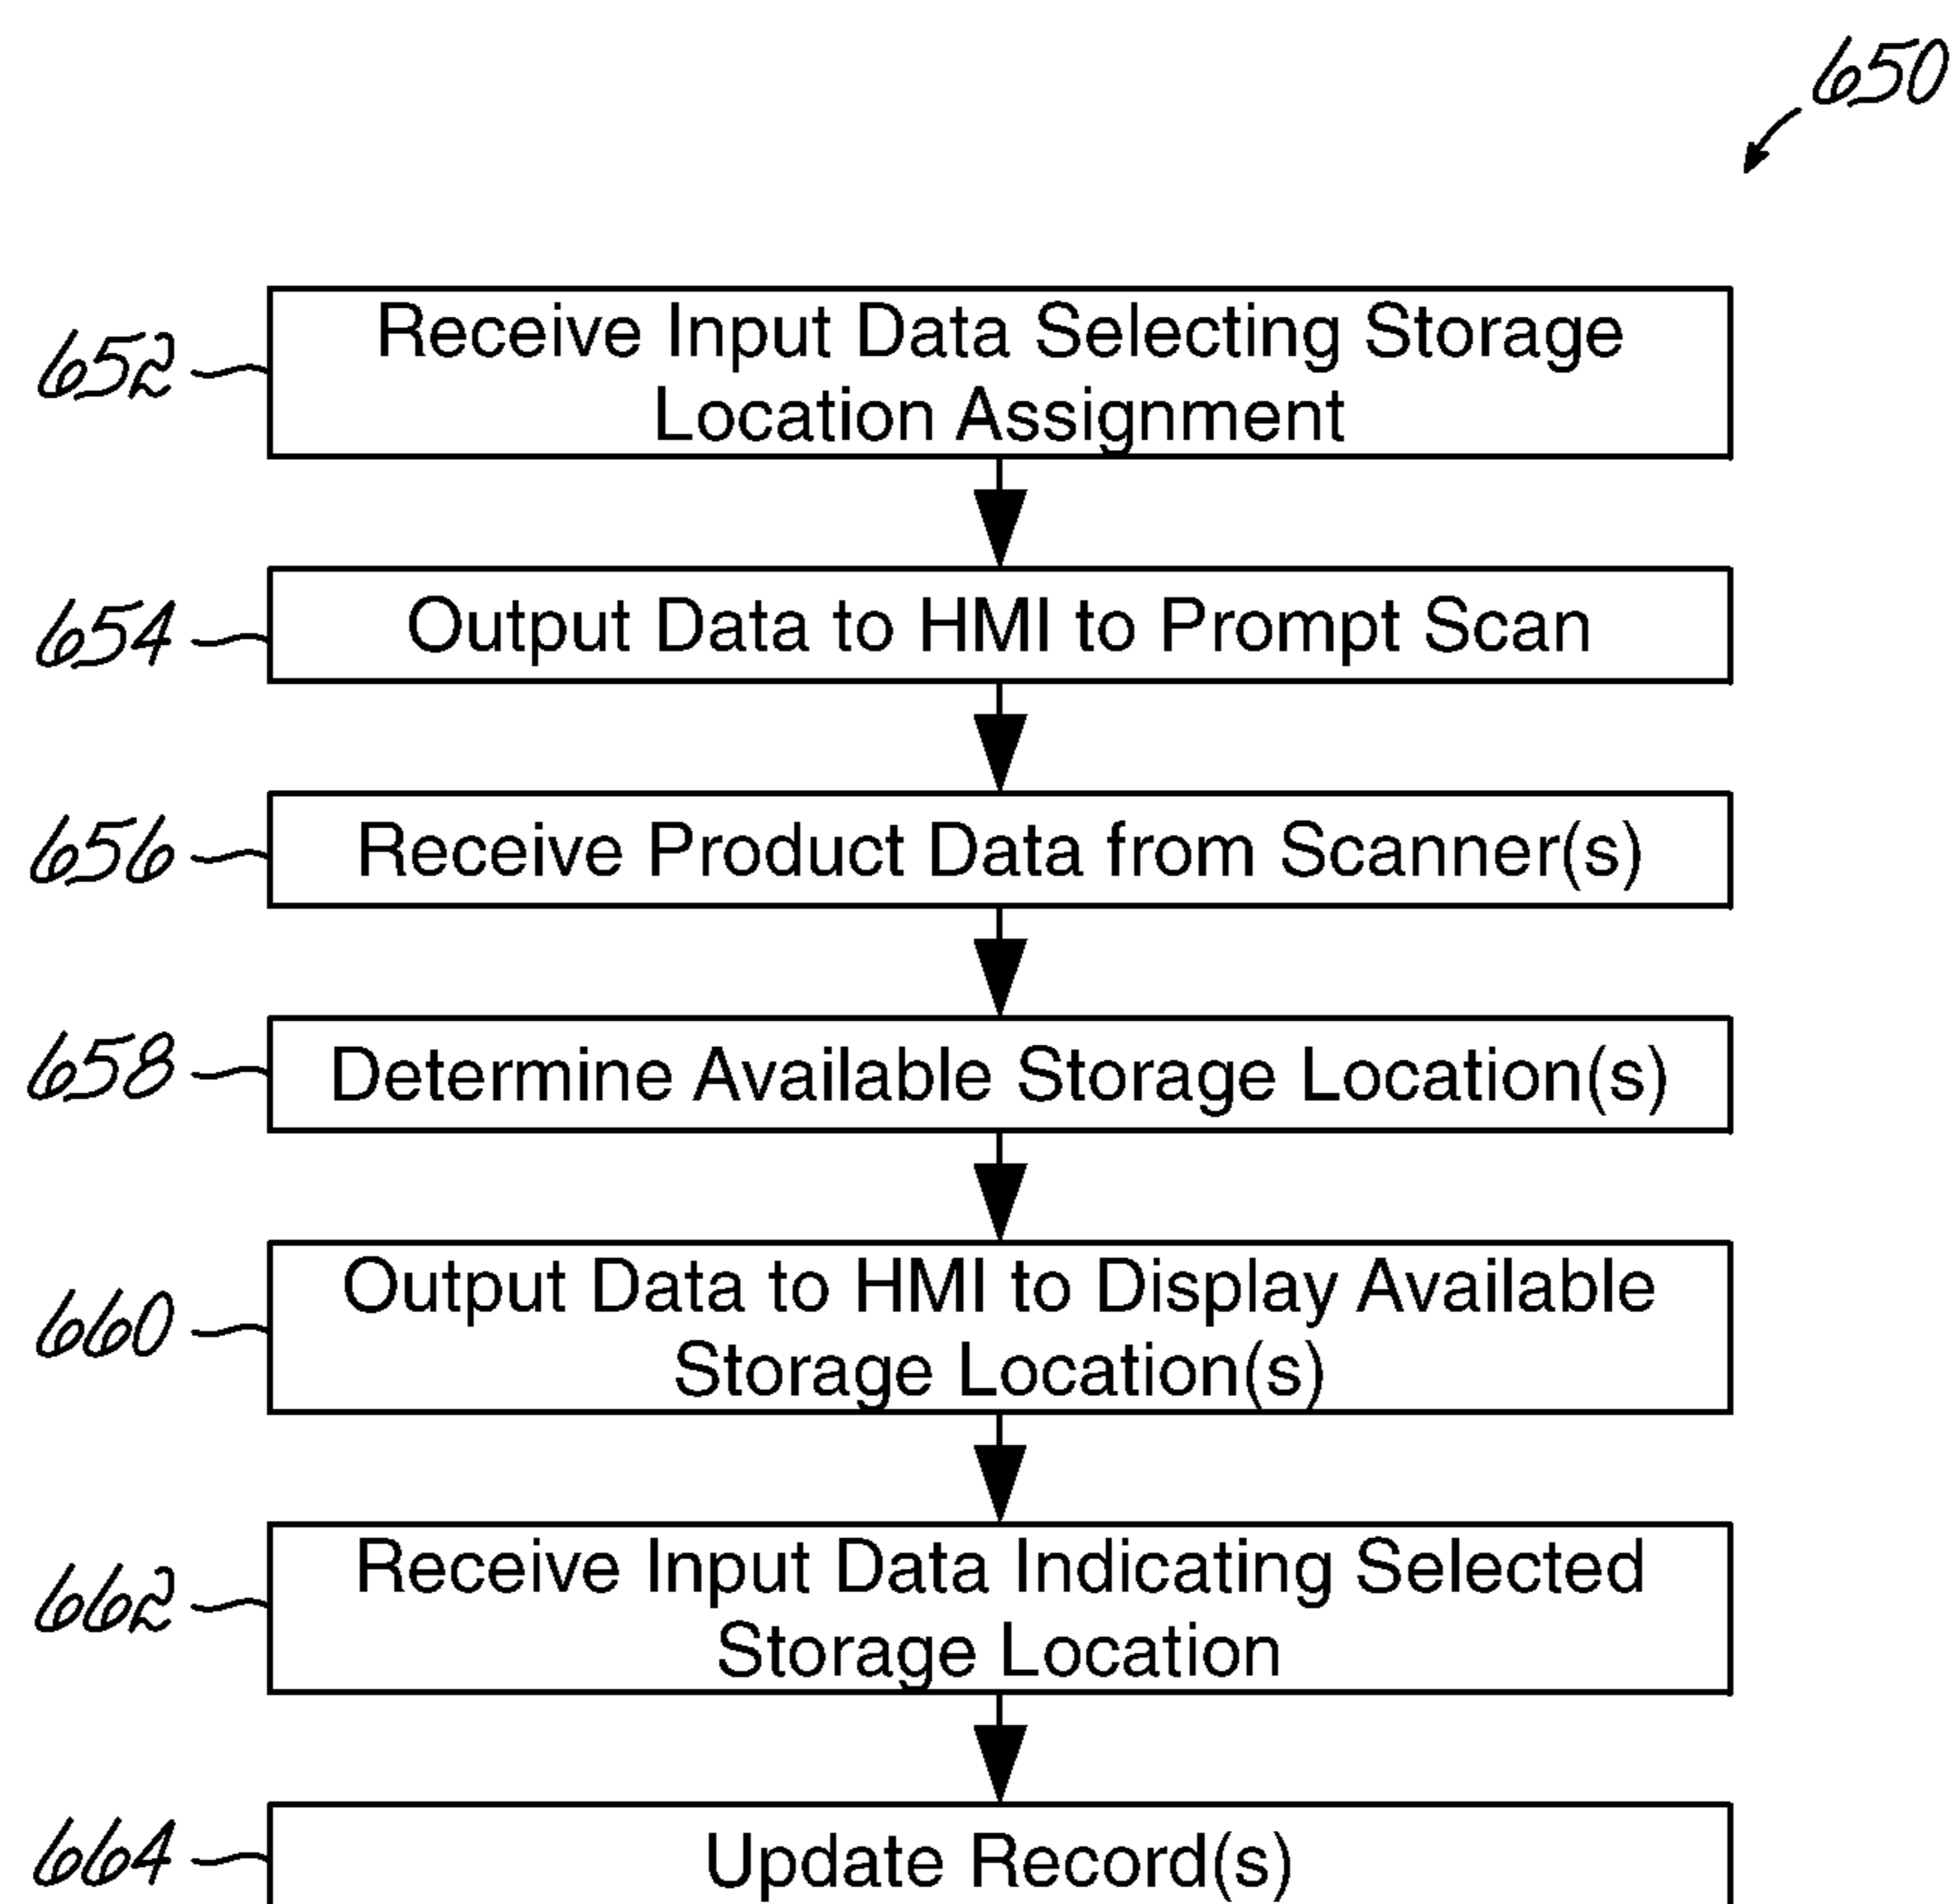 650
652
Receive Input Data Selecting Storage
Location Assignment
654
Output Data to HMI to Prompt Scan
656
Receive Product Data from Scanner(s)
658
Determine Available Storage Location(s)
660
Output Data to HMI to Display Available
Storage Location(s)
662
Receive Input Data Indicating Selected
Storage Location
664
Update Record(s)